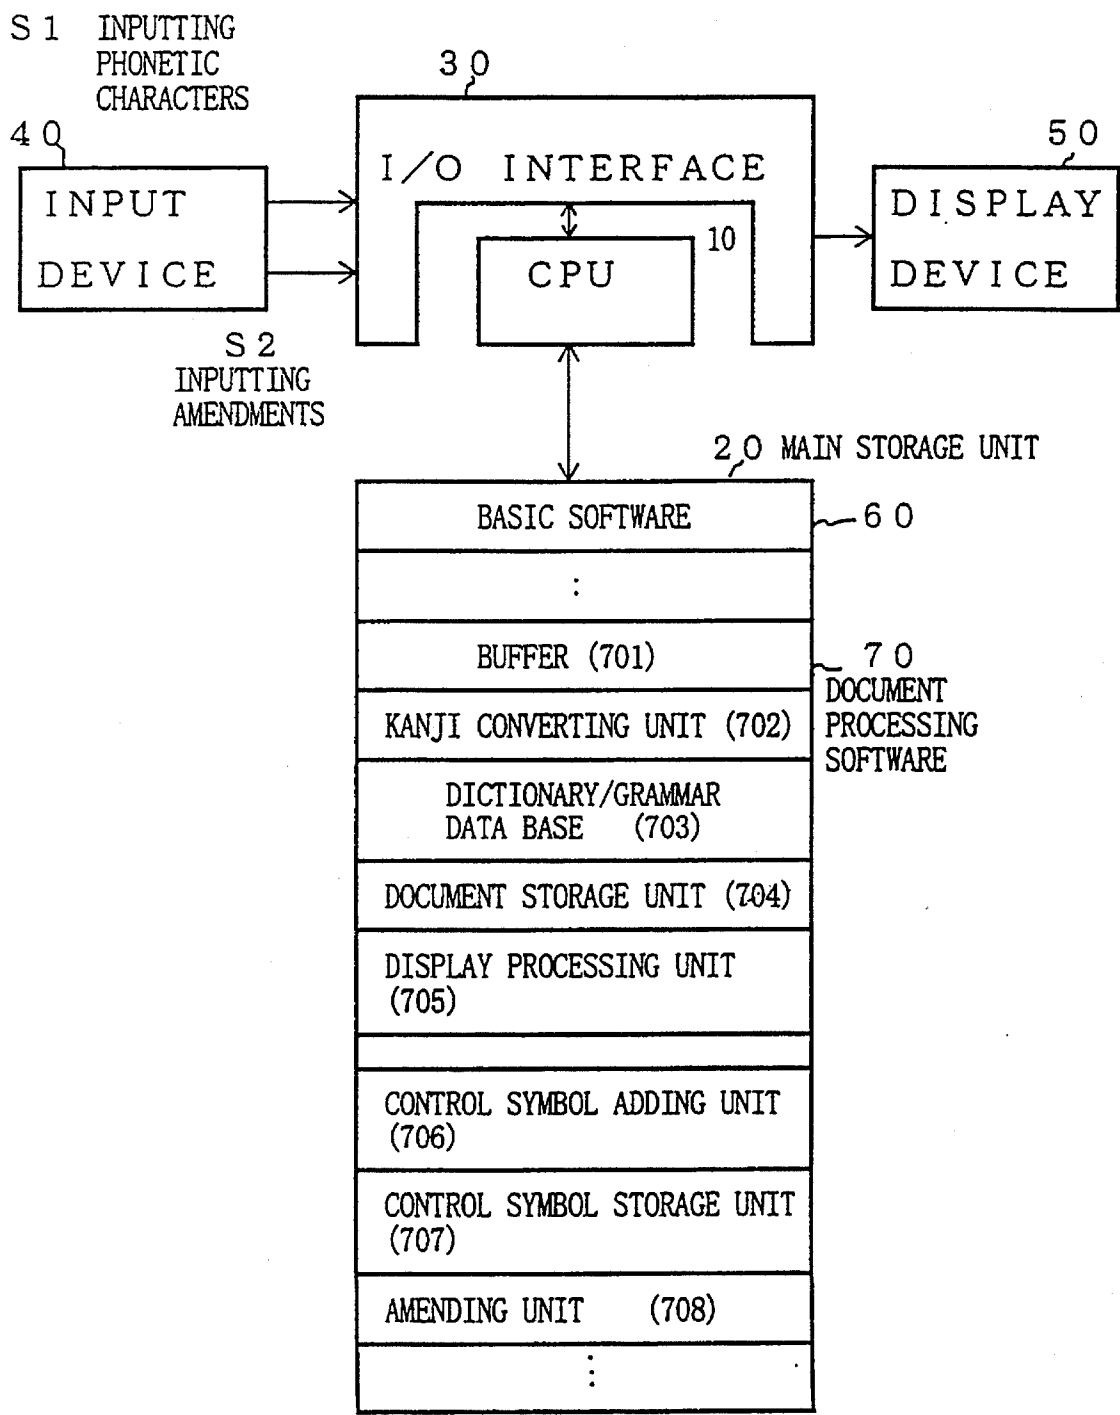 S1 INPUTTING
PHONETIC
CHARACTERS
30
40
50
I/O INTERFACE
INPUT
DEVICE
DISPLAY
DEVICE
10
CPU
S2
INPUTTING
AMENDMENTS
20 MAIN STORAGE UNIT
BASIC SOFTWARE
60
:
BUFFER (701)
70
DOCUMENT
PROCESSING
SOFTWARE
KANJI CONVERTING UNIT (702)
DICTIONARY/GRAMMAR
DATA BASE (703)
DOCUMENT STORAGE UNIT (704)
DISPLAY PROCESSING UNIT
(705)
CONTROL SYMBOL ADDING UNIT
(706)
CONTROL SYMBOL STORAGE UNIT
(707)
AMENDING UNIT (708)
⋮